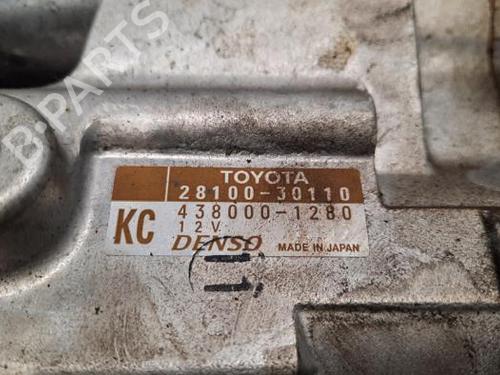 B-PARTS
TOYOTA
28100-30110
KC
438000-1280
12V
DENSO
MADE IN JAPAN